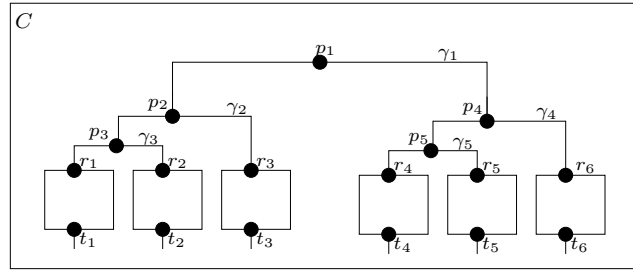 C
p₁ γ₁
p₂ γ₂ p₄ γ₄
p₃ γ₃ p₅ γ₅
r₁ r₂ r₃ r₄ r₅ r₆
t₁ t₂ t₃ t₄ t₅ t₆